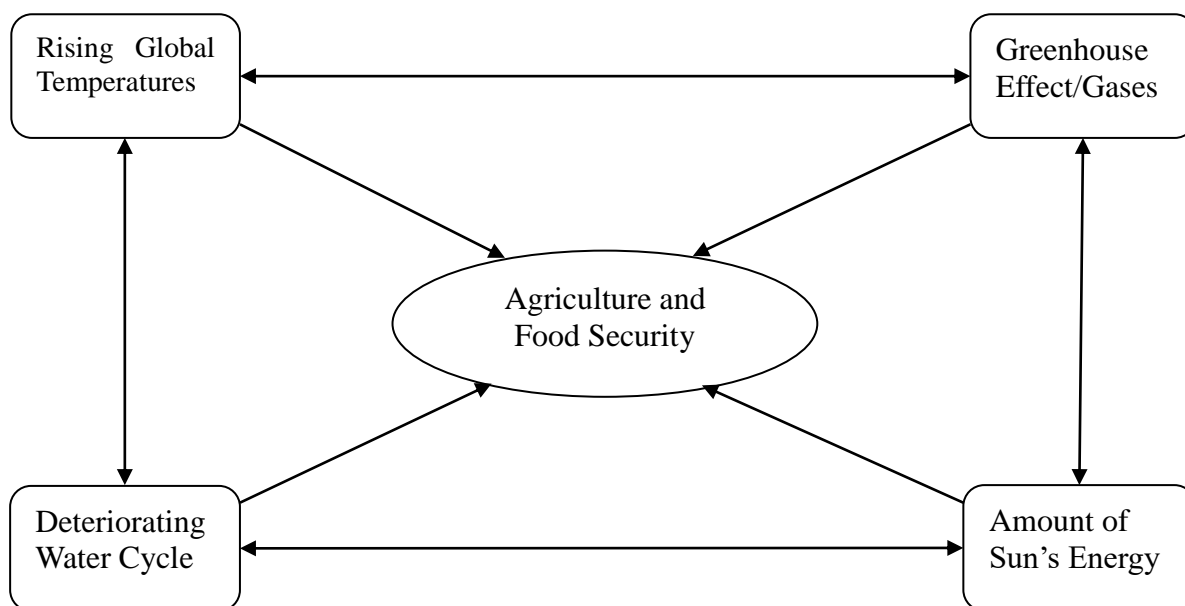 Rising Global
Temperatures
Greenhouse
Effect/Gases
Agriculture and
Food Security
Deteriorating
Water Cycle
Amount of
Sun’s Energy